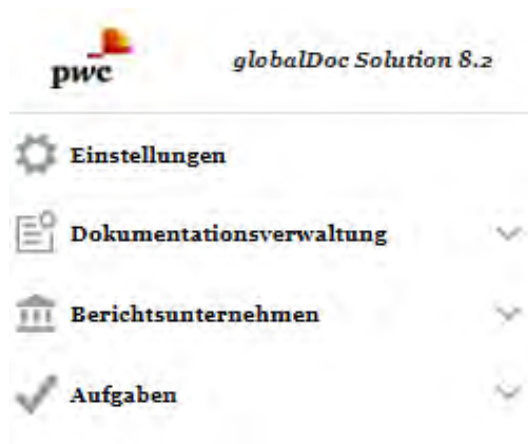 pwc
globalDoc Solution 8.2
Einstellungen
Dokumentationsverwaltung
Berichtsunternehmen
Aufgaben